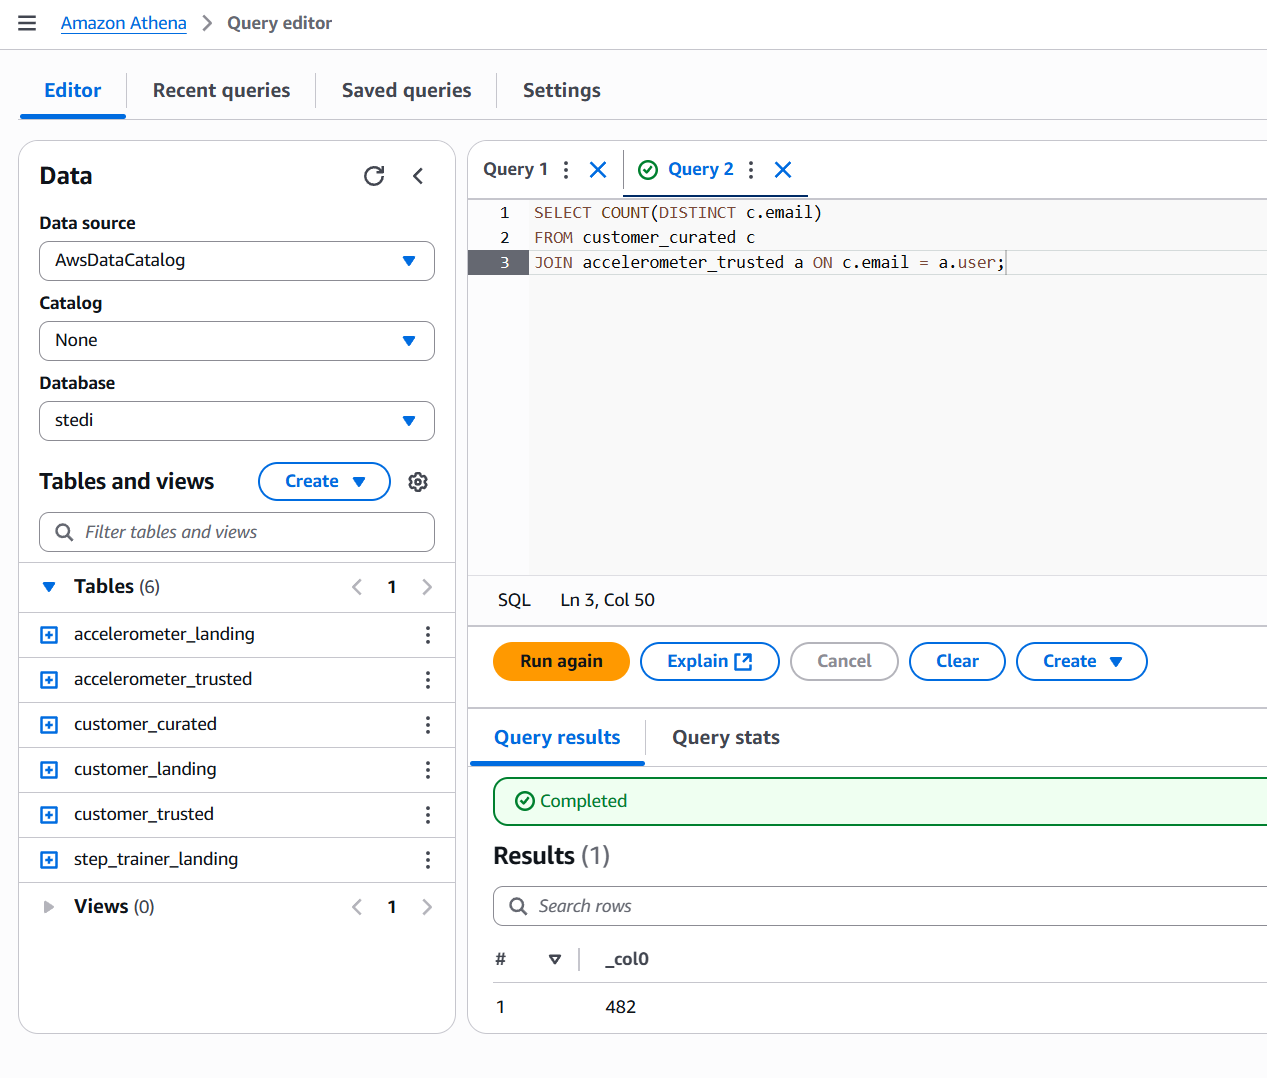 Amazon Athena > Query editor
Editor
Recent queries
Saved queries
Settings
Data
Data source
AwsDataCatalog
Catalog
None
Database
stedi
Tables and views
Create
Filter tables and views
Tables (6)
1
accelerometer_landing
accelerometer_trusted
customer_curated
customer_landing
customer_trusted
step_trainer_landing
Views (0)
1
Query 1
Query 2
1 SELECT COUNT(DISTINCT c.email)
2 FROM customer_curated c
3 JOIN accelerometer_trusted a ON c.email = a.user;
SQL
Ln 3, Col 50
Run again
Explain
Cancel
Clear
Create
Query results
Query stats
Completed
Results (1)
Search rows
# _col0
1 482